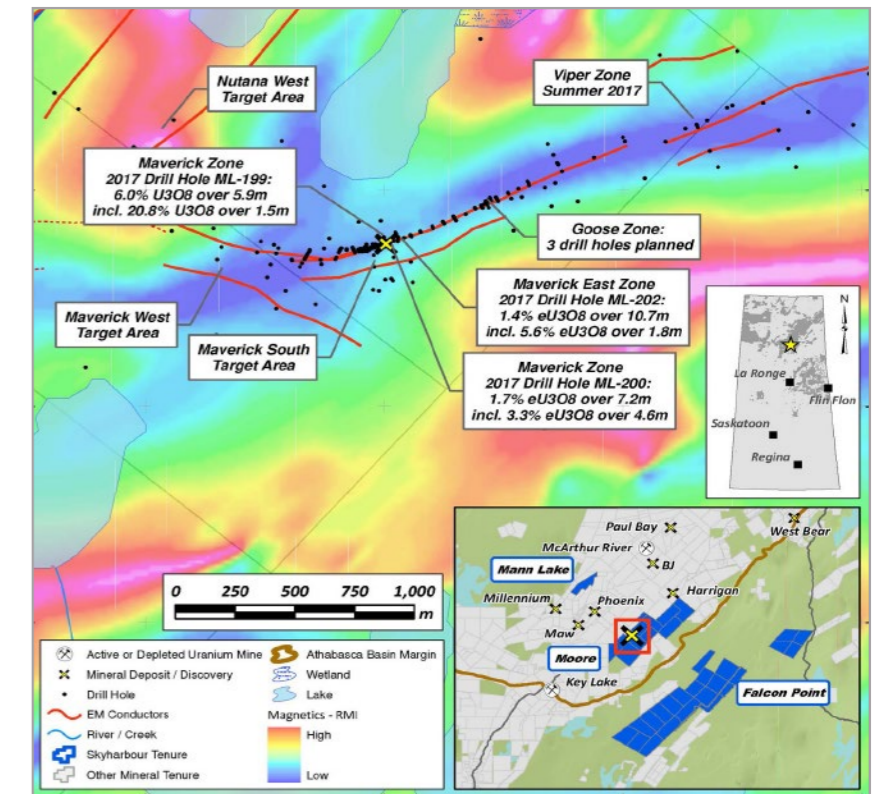 Nutana West
Target Area
Viper Zone
Summer 2017
Maverick Zone
2017 Drill Hole ML-199:
6.0% U3O8 over 5.9m
incl. 20.8% U3O8 over 1.5m
Goose Zone:
3 drill holes planned
Maverick East Zone
2017 Drill Hole ML-202:
1.4% eU3O8 over 10.7m
incl. 5.6% eU3O8 over 1.8m
Maverick West
Target Area
Maverick South
Target Area
Maverick Zone
2017 Drill Hole ML-200:
1.7% eU3O8 over 7.2m
incl. 3.3% eU3O8 over 4.6m
N
La Ronge
Flin Flon
Saskatoon
Regina
0 250 500 750 1,000
m
Active or Depleted Uranium Mine
Mineral Deposit / Discovery
Drill Hole
EM Conductors
River / Creek
Skyharbour Tenure
Other Mineral Tenure
Athabasca Basin Margin
Wetland
Lake
Magnetics - RMI
High
Low
Paul Bay
West Bear
McArthur River
BJ
Mann Lake
Harrigan
Millennium
Phoenix
Maw
Moore
Key Lake
Falcon Point